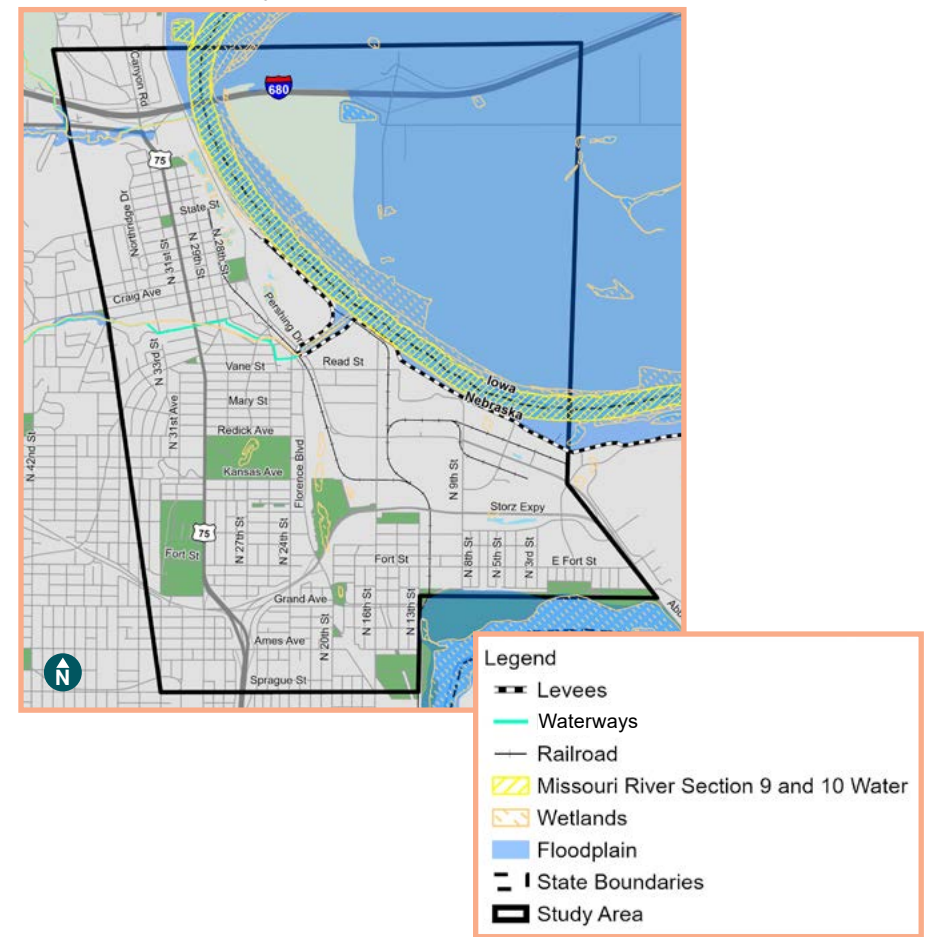 680
Canyon Rd
75
Northridge Dr
State St
N 31st St
N 29th St
N 28th St
Craig Ave
Pershing Dr
N 33rd St
Vane St
Read St
Iowa
Nebraska
Mary St
N 31st Ave
Redick Ave
N 42nd St
Kansas Ave
Florence Blvd
N 9th St
Storz Expy
75
N 27th St
N 24th St
Fort St
Fort St
N 8th St
N 5th St
N 3rd St
E Fort St
Grand Ave
N 20th St
N 16th St
N 13th St
Ames Ave
Sprague St
N
Legend
Levees
Waterways
Railroad
Missouri River Section 9 and 10 Water
Wetlands
Floodplain
State Boundaries
Study Area